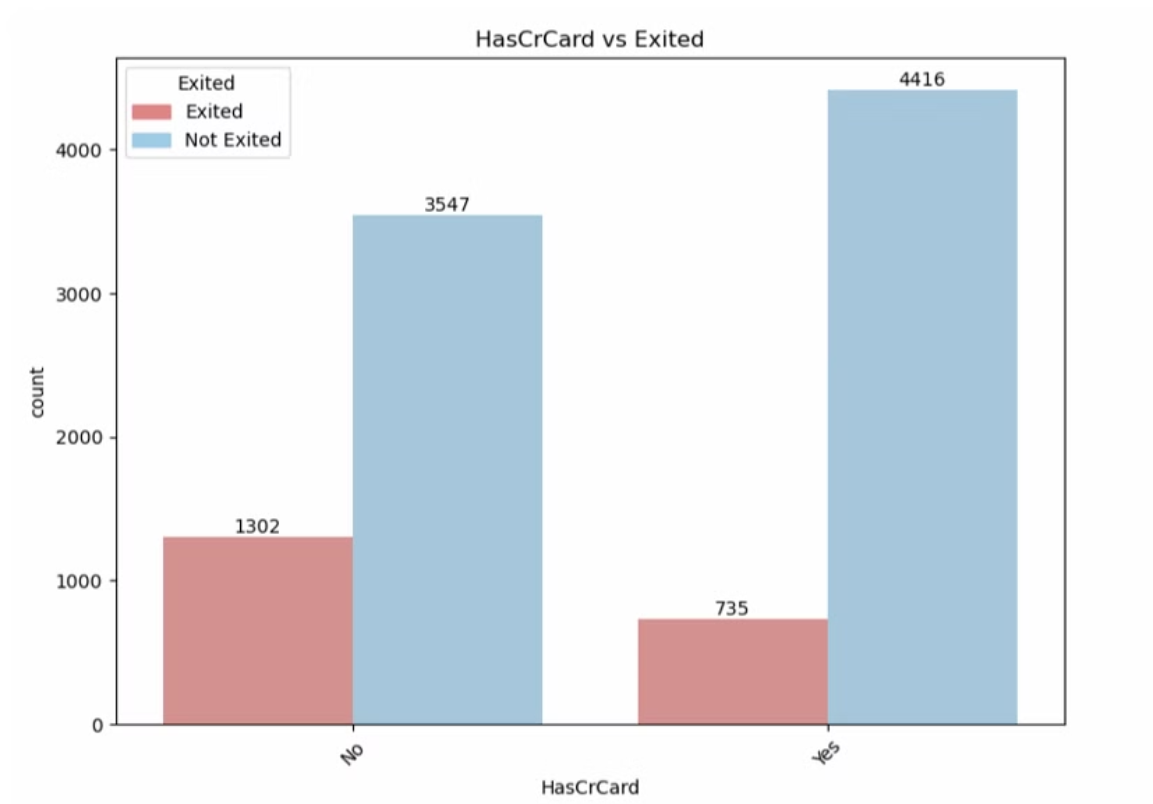 HasCrCard vs Exited
Exited
Exited
Not Exited
4416
4000
3547
3000
count
2000
1302
1000
735
0
No
Yes
HasCrCard